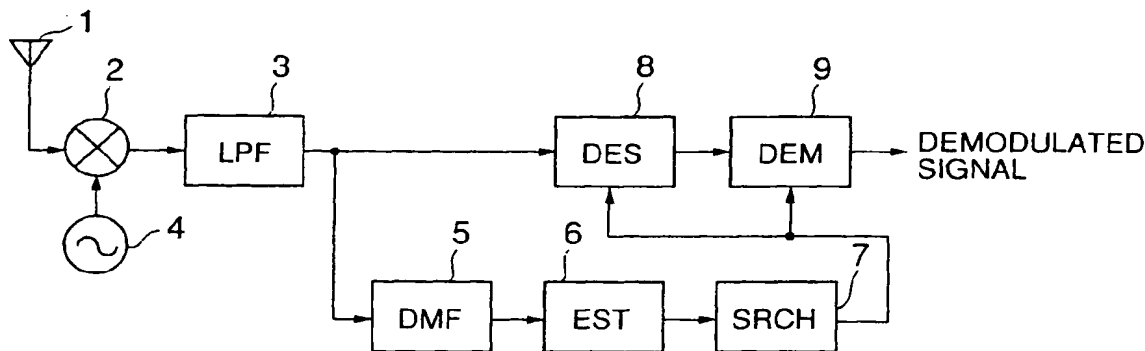 1
2
3
8
9
LPF
DES
DEM
DEMODULATED
SIGNAL
4
5
6
7
DMF
EST
SRCH